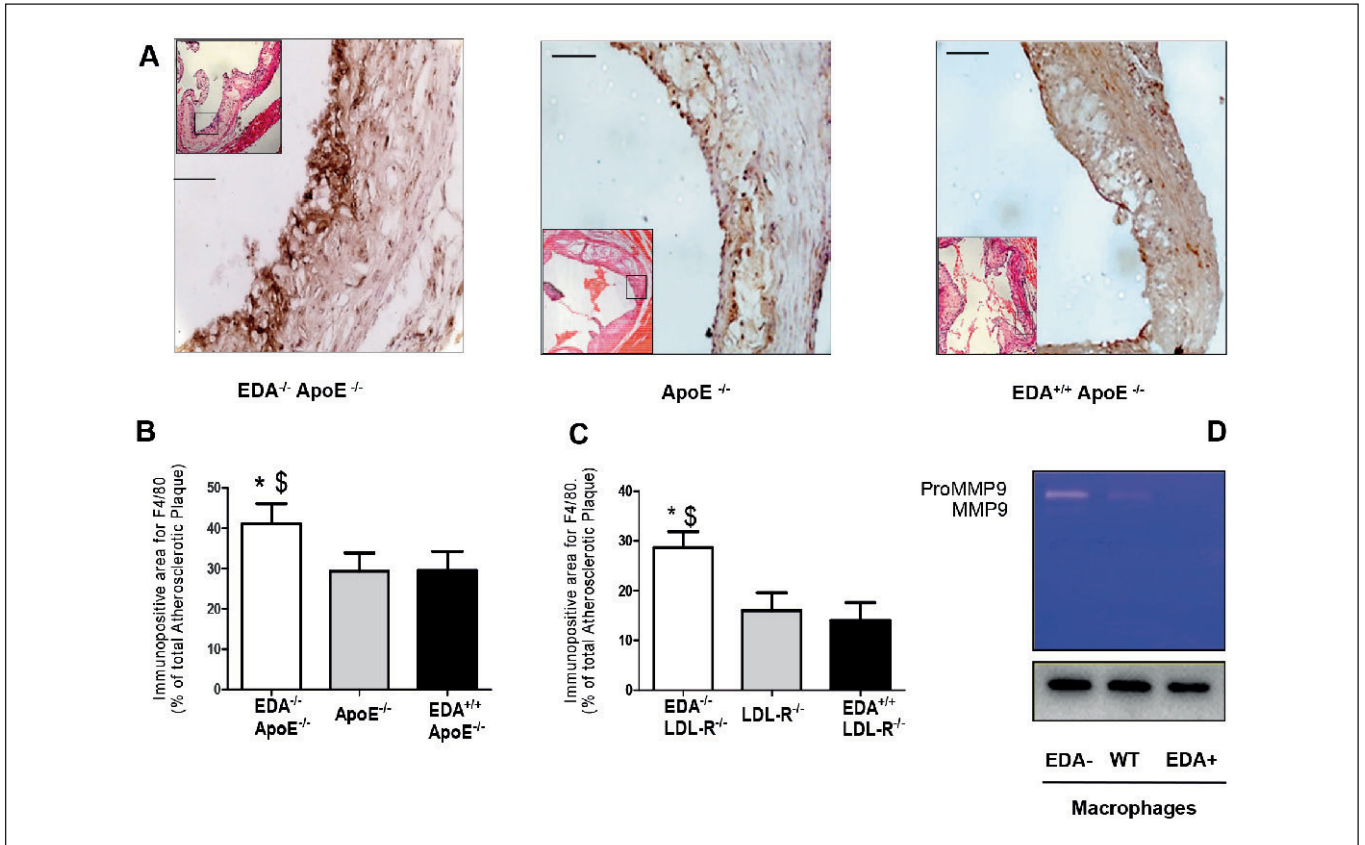 A
EDA-/- ApoE -/-
ApoE -/-
EDA+/+ ApoE -/-
B
Immunopositive area for F4/80
(% of total Atherosclerotic Plaque)
50
40
30
20
10
0
* $
EDA-/-
ApoE-/-
ApoE-/-
EDA+/+
ApoE-/-
C
Immunopositive area for F4/80.
(% of total Atherosclerotic Plaque)
40
30
20
10
0
* $
EDA-/-
LDL-R-/-
LDL-R-/-
EDA+/+
LDL-R-/-
D
ProMMP9
MMP9
EDA- WT EDA+
Macrophages